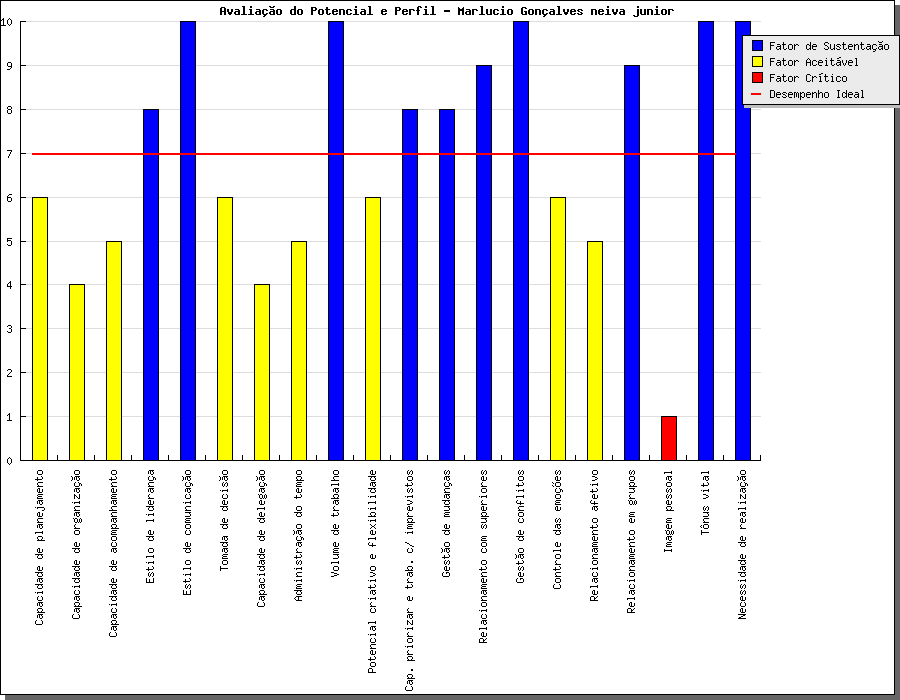 Avaliação do Potencial e Perfil - Marlucio Gonçalves neiva junior
10
9
8
7
6
5
4
3
2
1
0
Fator de Sustentação
Fator Aceitável
Fator Crítico
Desempenho Ideal
Capacidade de planejamento
Capacidade de organização
Capacidade de acompanhamento
Estilo de liderança
Estilo de comunicação
Tomada de decisão
Capacidade de delegação
Administração do tempo
Volume de trabalho
Potencial criativo e flexibilidade
Cap. priorizar e trab. c/ imprevistos
Gestão de mudanças
Relacionamento com superiores
Gestão de conflitos
Controle das emoções
Relacionamento afetivo
Relacionamento em grupos
Imagem pessoal
Tônus vital
Necessidade de realização